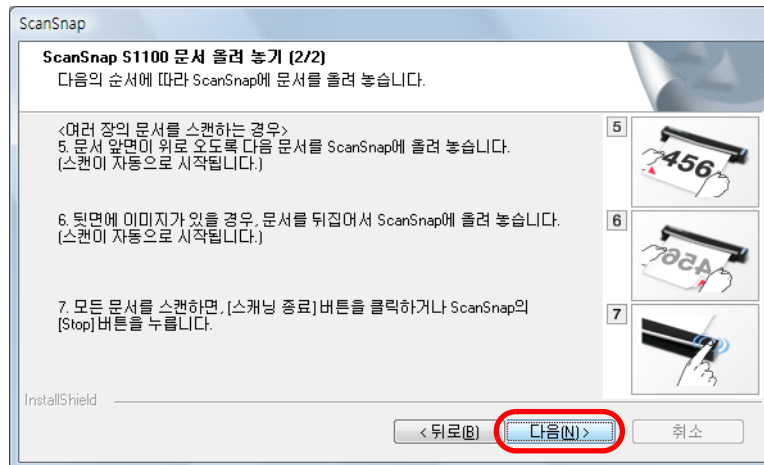 ScanSnap
ScanSnap S1100 문서 올려 놓기 (2/2)
다음의 순서에 따라 ScanSnap에 문서를 올려 놓습니다.
<여러 장의 문서를 스캔하는 경우>
5. 문서 앞면이 위로 오도록 다음 문서를 ScanSnap에 올려 놓습니다.
(스캔이 자동으로 시작됩니다.)
6. 뒷면에 이미지가 있을 경우, 문서를 뒤집어서 ScanSnap에 올려 놓습니다.
(스캔이 자동으로 시작됩니다.)
7. 모든 문서를 스캔하면, [스캐닝 종료] 버튼을 클릭하거나 ScanSnap의
[Stop] 버튼을 누릅니다.
5
456
6
456
7
InstallShield
< 뒤로(B)
다음(N) >
취소